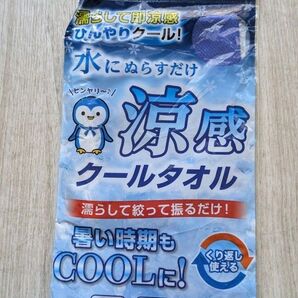 濡らして即涼感
ひんやりクール!
水にぬらすだけ
ヒンヤリ~♪
涼感
クールタオル
濡らして絞って振るだけ!
暑い時期も
COOLに!
くり返し
使える